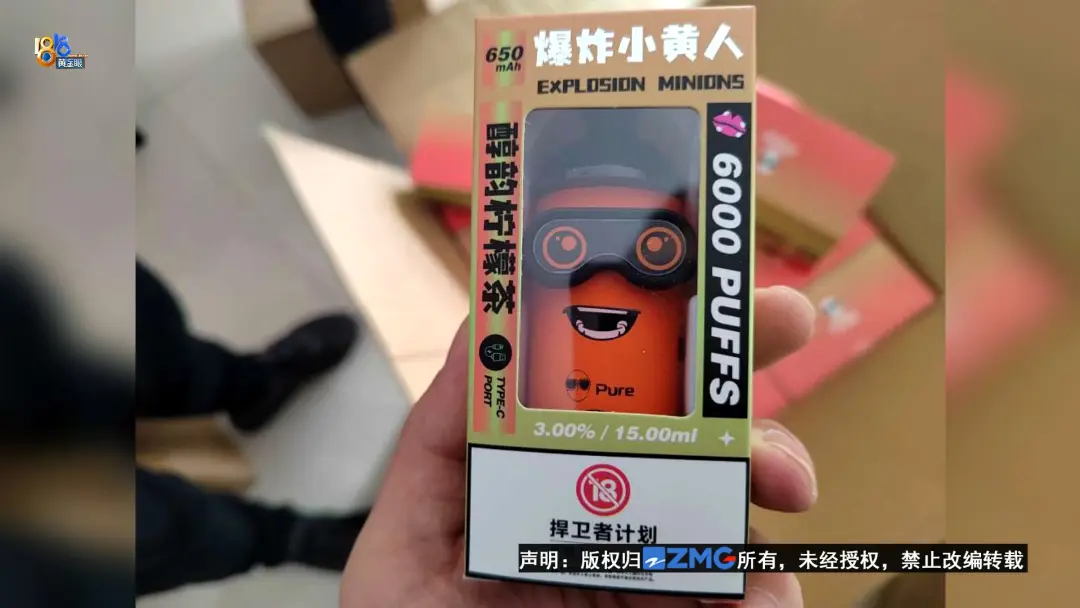 1818
黄金眼
650
mAh
爆炸小黄人
EXPLOSION MINIONS
醇韵柠檬茶
TYPE-C
PORT
6000 PUFFS
Pure
3.00% / 15.00ml
18
捍卫者计划
声明：版权归ZMG所有，未经授权，禁止改编转载